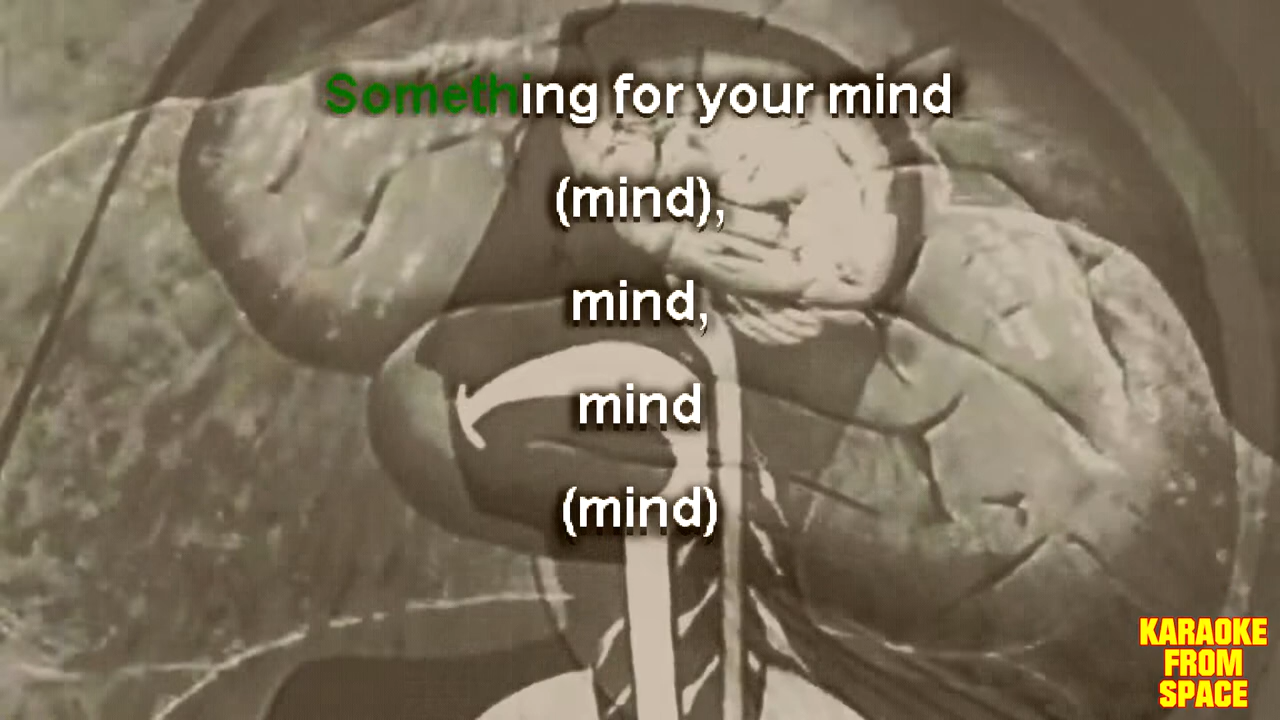 Something for your mind
(mind),
mind,
mind
(mind)
KARAOKE
FROM
SPACE